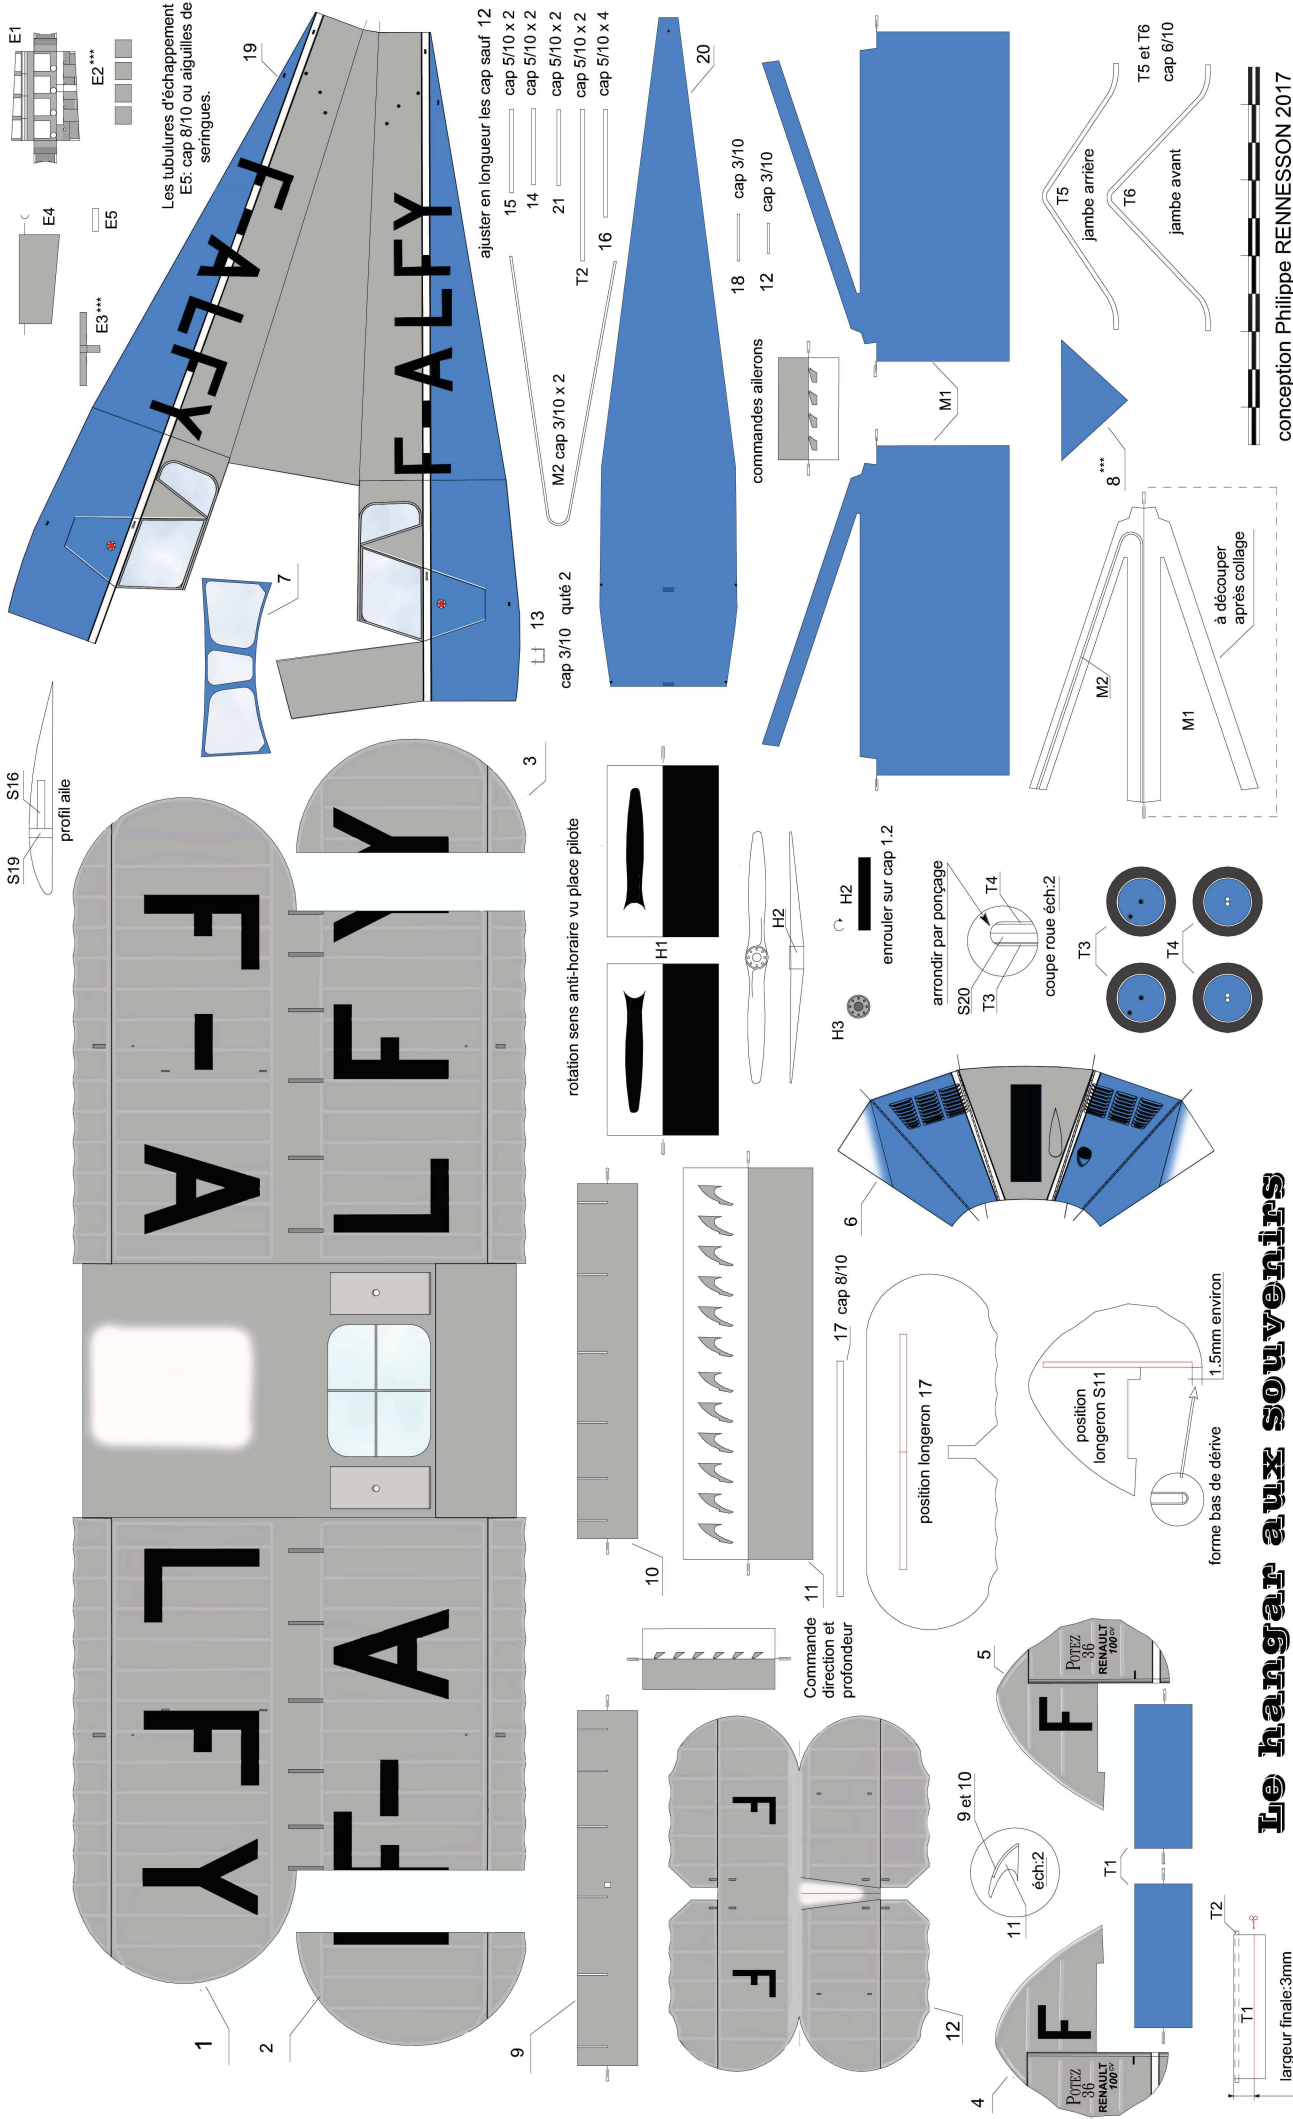 E1
E2***
Les tubulures d'échappement
E5: cap 8/10 ou aiguilles de
seringues.
E4
E5
E3***
19
F-ALFY
F-ALFY
7
13
cap 3/10 quté 2
ajuster en longueur les cap sauf 12
15 cap 5/10 x 2
14 cap 5/10 x 2
21 cap 5/10 x 2
T2 cap 5/10 x 2
16 cap 5/10 x 4
M2 cap 3/10 x 2
20
18 cap 3/10
12 cap 3/10
commandes ailerons
M1
T5
jambe arrière
T6
jambe avant
T5 et T6
cap 6/10
8***
M2
M1
à découper
après collage
conception Philippe RENNESSON 2017
S19
S16
profil aile
F-A
LFY
Y
LFY
F-A
1
2
3
rotation sens anti-horaire vu place pilote
H1
H2
H3
H2
enrouler sur cap 1.2
arrondir par ponçage
S20
T3
T4
coupe roue éch:2
T3
T4
6
9
10
11
17 cap 8/10
position longeron 17
position
longeron S11
1.5mm environ
forme bas de dérive
Commande
direction et
profondeur
F
F
12
9 et 10
11
éch:2
4
F
POTEZ
36
RENAULT
100cv
5
F
POTEZ
36
RENAULT
100cv
T1
T2
T1
largeur finale:3mm
Le hangar aux souvenirs